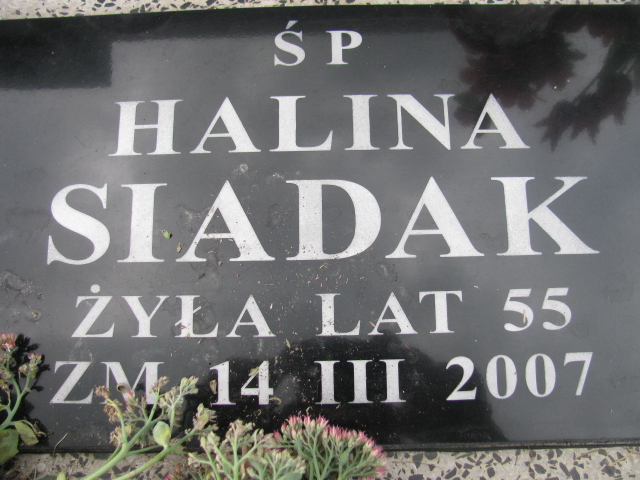 ŚP
HALINA
SIADAK
ŻYŁA LAT 55
ZM 14 III 2007